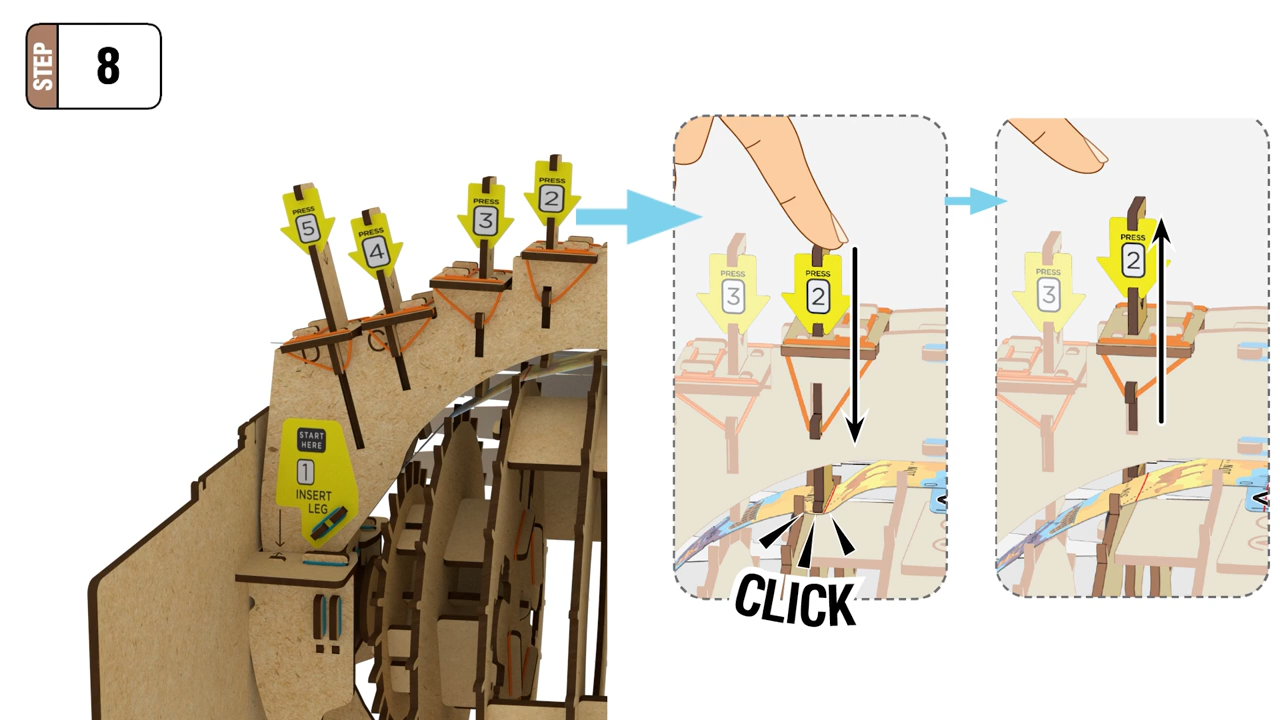 STEP
8
PRESS
5
PRESS
4
PRESS
3
PRESS
2
START
HERE
1
INSERT
LEG
PRESS
3
PRESS
2
CLICK
PRESS
3
PRESS
2